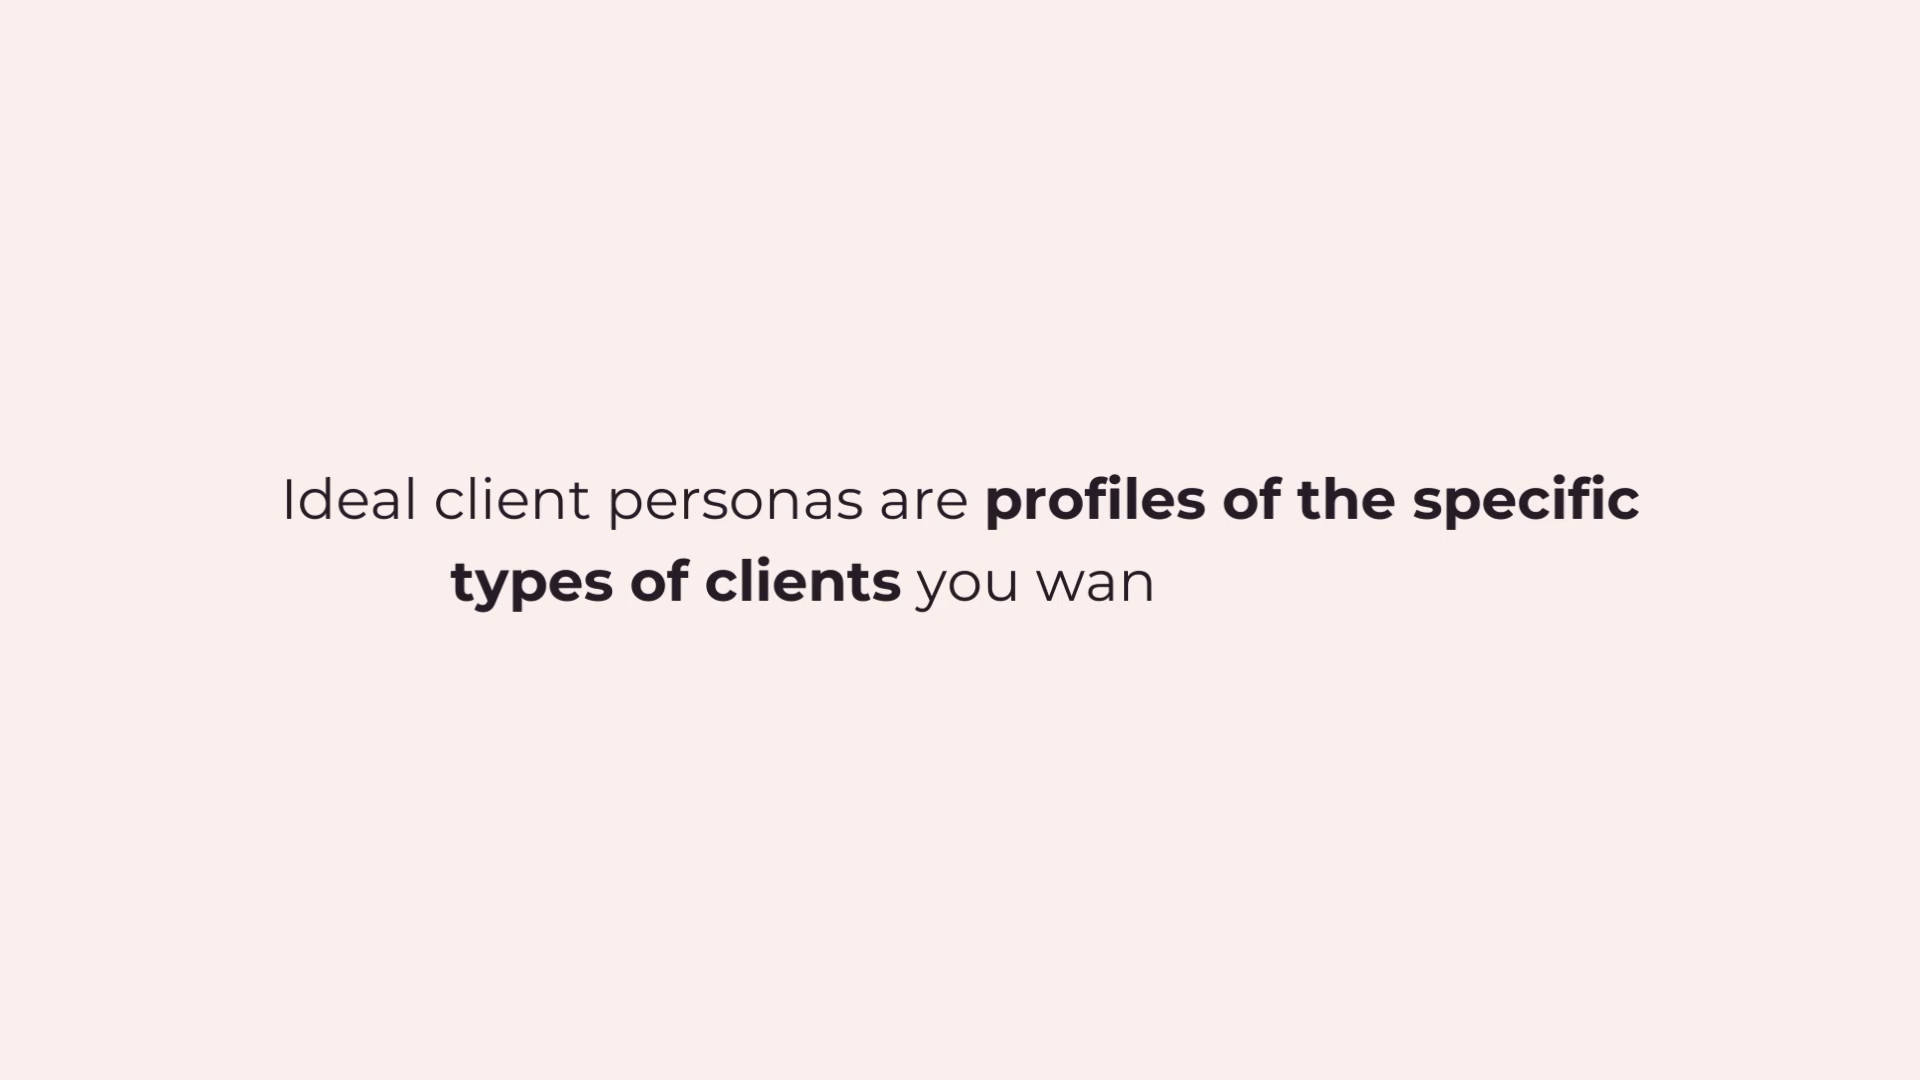 Ideal client personas are profiles of the specific
types of clients you wan